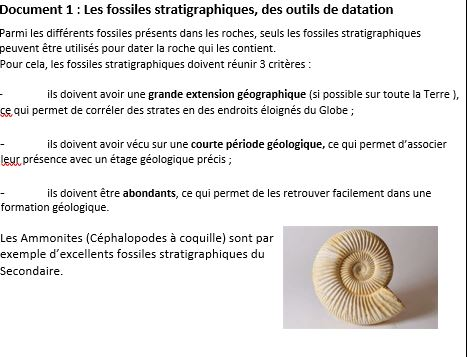 Document 1 : Les fossiles stratigraphiques, des outils de datation
Parmi les différents fossiles présents dans les roches, seuls les fossiles stratigraphiques
peuvent être utilisés pour dater la roche qui les contient.
Pour cela, les fossiles stratigraphiques doivent réunir 3 critères :
- ils doivent avoir une grande extension géographique (si possible sur toute la Terre ),
ce qui permet de corréler des strates en des endroits éloignés du Globe ;
- ils doivent avoir vécu sur une courte période géologique, ce qui permet d'associer
leur présence avec un étage géologique précis ;
- ils doivent être abondants, ce qui permet de les retrouver facilement dans une
formation géologique.
Les Ammonites (Céphalopodes à coquille) sont par
exemple d'excellents fossiles stratigraphiques du
Secondaire.